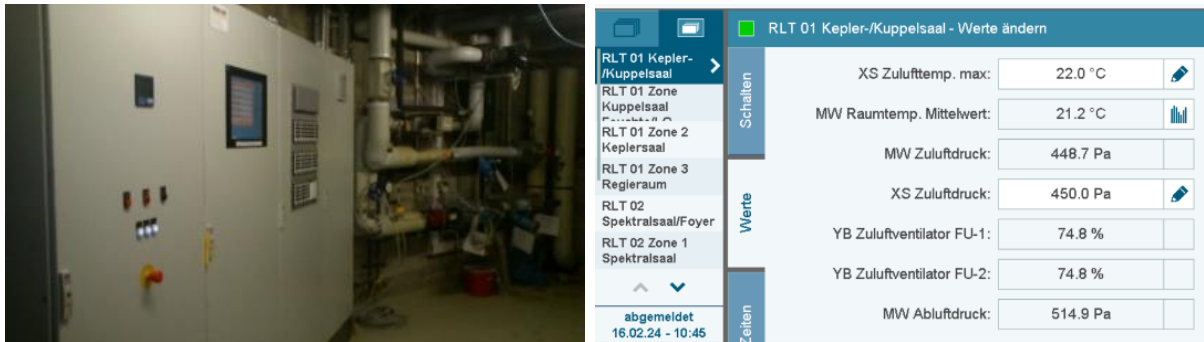 RLT 01 Kepler-/Kuppelsaal - Werte ändern
RLT 01 Kepler-
/Kuppelsaal
RLT 01 Zone
Kuppelsaal
RLT 01 Zone 2
Keplersaal
RLT 01 Zone 3
Regieraum
RLT 02
Spektralsaal/Foyer
RLT 02 Zone 1
Spektralsaal
abgemeldet
16.02.24 - 10:45
Schalten
Werte
Zeiten
XS Zulufttemp. max: 22.0 °C
MW Raumtemp. Mittelwert: 21.2 °C
MW Zuluftdruck: 448.7 Pa
XS Zuluftdruck: 450.0 Pa
YB Zuluftventilator FU-1: 74.8 %
YB Zuluftventilator FU-2: 74.8 %
MW Abluftdruck: 514.9 Pa